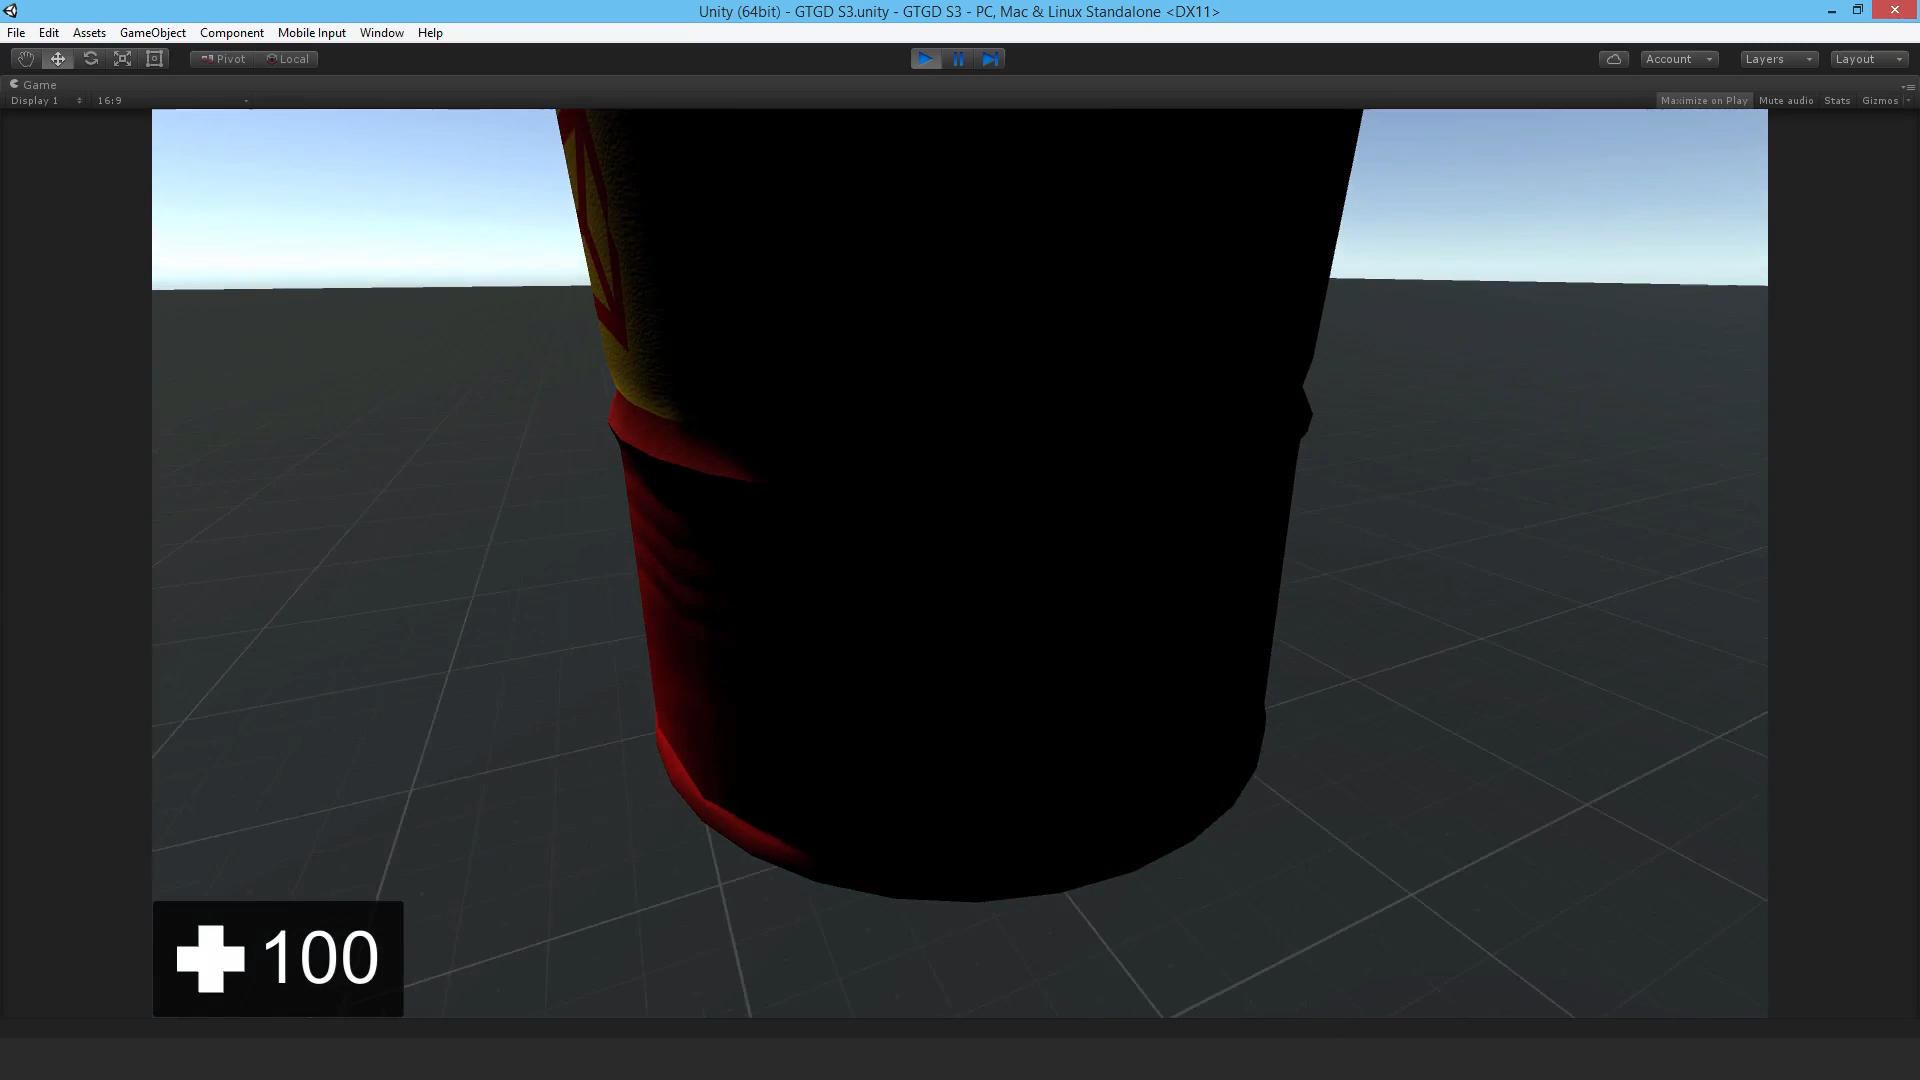 Unity (64bit) - GTGD S3.unity - GTGD S3 - PC, Mac & Linux Standalone <DX11>
File Edit Assets GameObject Component Mobile Input Window Help
Pivot Local Account Layers Layout
Game
Display 1 16:9 Maximize on Play Mute audio Stats Gizmos
100